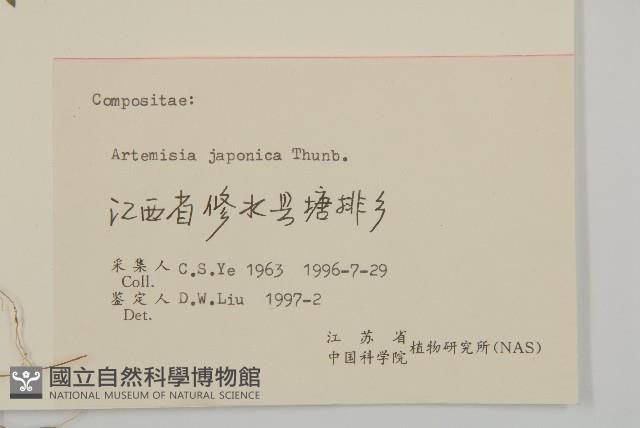 Compositae:
Artemisia japonica Thunb.
江西省修水县塘排乡
采集人 C.S.Ye 1963 1996-7-29
Coll.
鉴定人 D.W.Liu 1997-2
Det.
江苏省
中国科学院 植物研究所(NAS)
國立自然科學博物館
NATIONAL MUSEUM OF NATURAL SCIENCE